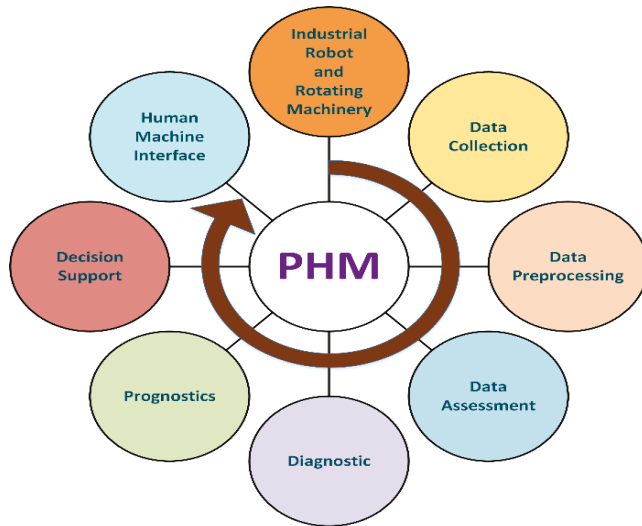 Industrial
Robot
and
Rotating
Machinery
Human
Machine
Interface
Data
Collection
Decision
Support
PHM
Data
Preprocessing
Prognostics
Data
Assessment
Diagnostic